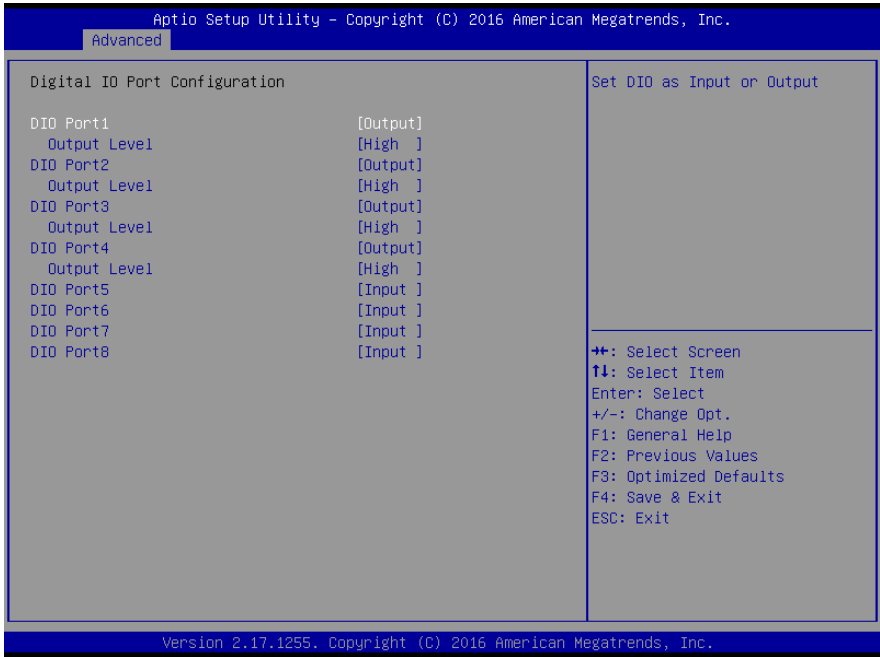 Aptio Setup Utility – Copyright (C) 2016 American Megatrends, Inc.
Advanced
Digital IO Port Configuration
DIO Port1 [Output]
Output Level [High ]
DIO Port2 [Output]
Output Level [High ]
DIO Port3 [Output]
Output Level [High ]
DIO Port4 [Output]
Output Level [High ]
DIO Port5 [Input ]
DIO Port6 [Input ]
DIO Port7 [Input ]
DIO Port8 [Input ]
Set DIO as Input or Output
→←: Select Screen
↑↓: Select Item
Enter: Select
+/-: Change Opt.
F1: General Help
F2: Previous Values
F3: Optimized Defaults
F4: Save & Exit
ESC: Exit
Version 2.17.1255. Copyright (C) 2016 American Megatrends, Inc.